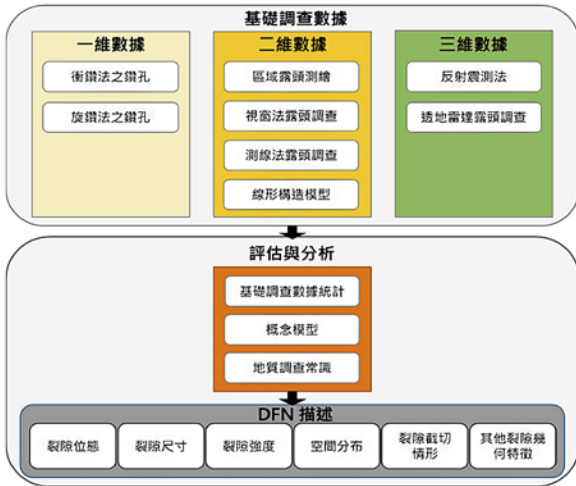 基礎調查數據
一維數據
衝鑽法之鑽孔
旋鑽法之鑽孔
二維數據
區域露頭測繪
視窗法露頭調查
測線法露頭調查
線形構造模型
三維數據
反射震測法
透地雷達露頭調查
評估與分析
基礎調查數據統計
概念模型
地質調查常識
DFN 描述
裂隙位態
裂隙尺寸
裂隙強度
空間分布
裂隙截切
情形
其他裂隙幾
何特徵